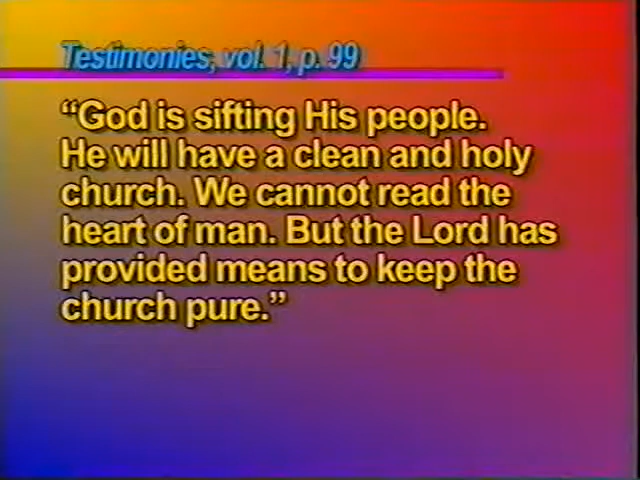 Testimonies, vol. 1, p. 99
“God is sifting His people.
He will have a clean and holy
church. We cannot read the
heart of man. But the Lord has
provided means to keep the
church pure.”